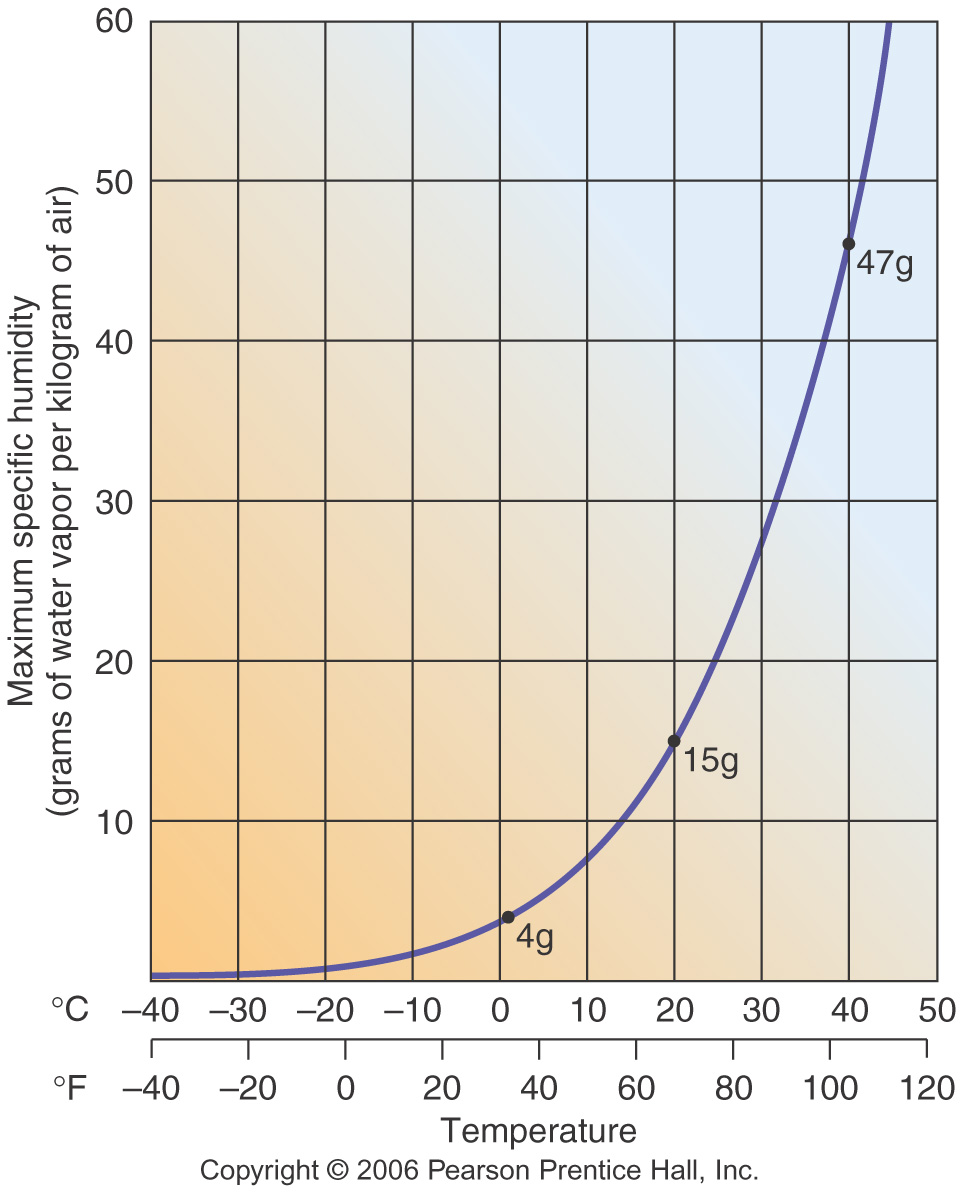 60
50
40
30
20
10
Maximum specific humidity
(grams of water vapor per kilogram of air)
47g
15g
4g
°C –40 –30 –20 –10 0 10 20 30 40 50
°F –40 –20 0 20 40 60 80 100 120
Temperature
Copyright © 2006 Pearson Prentice Hall, Inc.